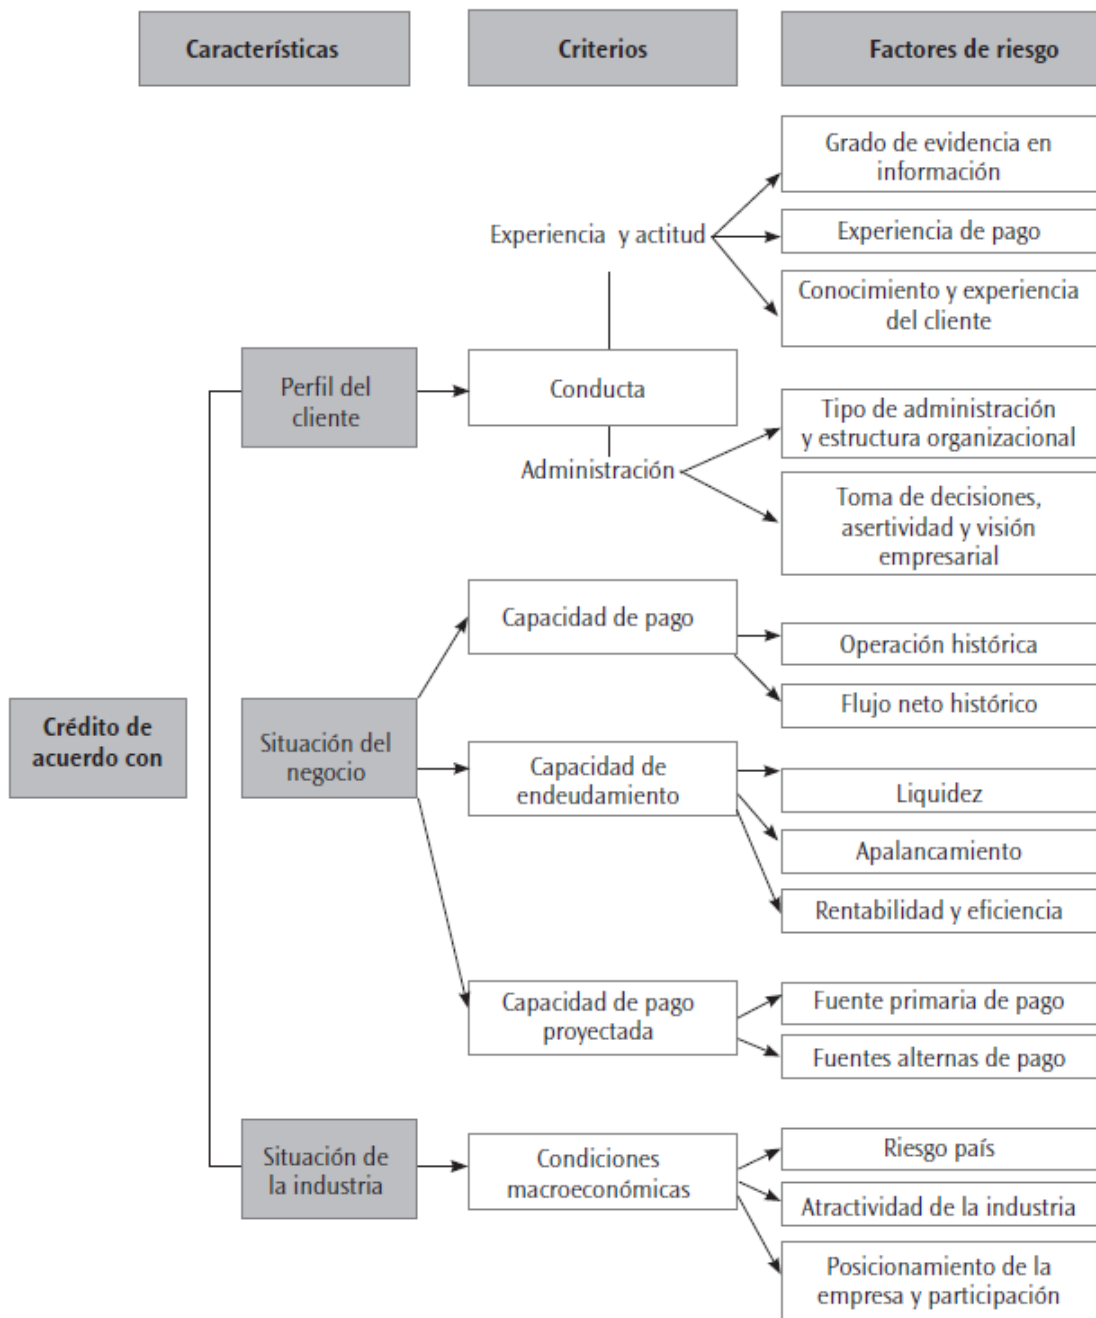 Características
Criterios
Factores de riesgo
Grado de evidencia en
información
Experiencia y actitud
Experiencia de pago
Conocimiento y experiencia
del cliente
Perfil del
cliente
Conducta
Tipo de administración
y estructura organizacional
Administración
Toma de decisiones,
asertividad y visión
empresarial
Capacidad de pago
Operación histórica
Flujo neto histórico
Crédito de
acuerdo con
Situación del
negocio
Capacidad de
endeudamiento
Liquidez
Apalancamiento
Rentabilidad y eficiencia
Capacidad de pago
proyectada
Fuente primaria de pago
Fuentes alternas de pago
Situación de
la industria
Condiciones
macroeconómicas
Riesgo país
Atractividad de la industria
Posicionamiento de la
empresa y participación